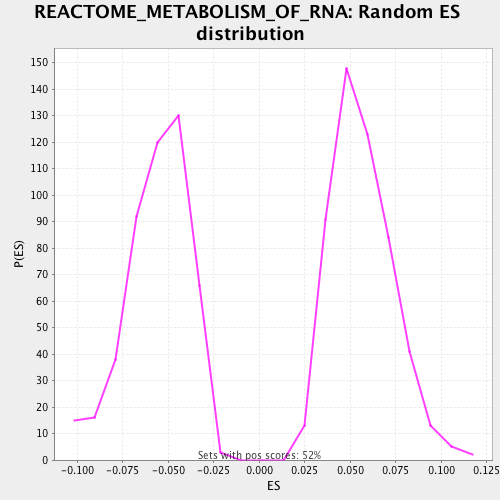 REACTOME_METABOLISM_OF_RNA: Random ES
distribution
P(ES)
150
140
130
120
110
100
90
80
70
60
50
40
30
20
10
0
Sets with pos scores: 52%
-0.100 -0.075 -0.050 -0.025 0.000 0.025 0.050 0.075 0.100 0.125
ES